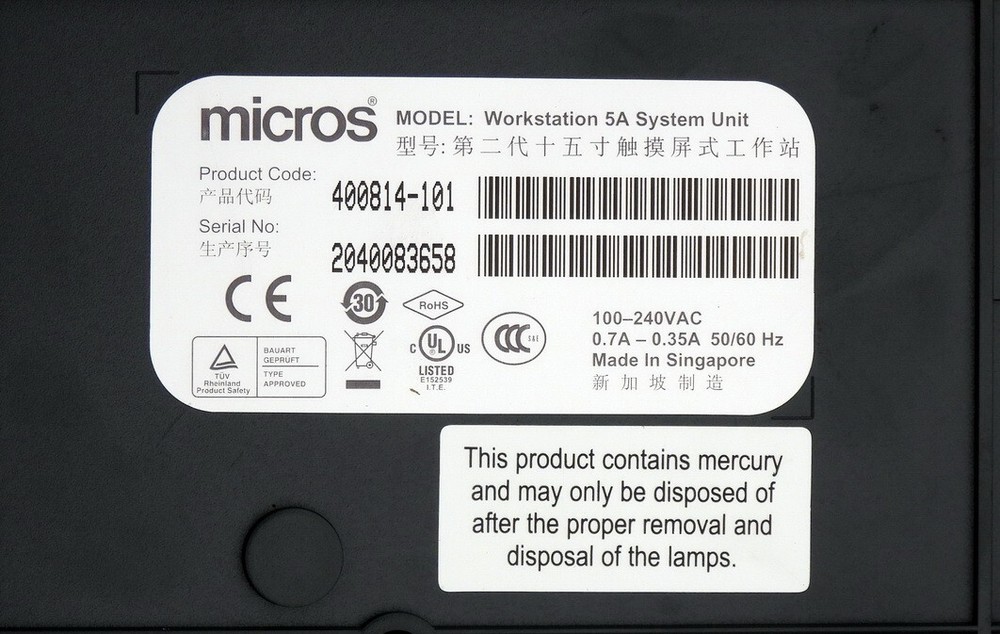 micros®
MODEL: Workstation 5A System Unit
型号: 第二代十五寸触摸屏式工作站
Product Code:
产品代码
400814-101
Serial No:
生产序号
2040083658
CE
30
RoHS
C UL US
LISTED
E152539
I.T.E.
CCC S&E
TÜV
Rheinland
Product Safety
BAUART
GEPRÜFT
TYPE
APPROVED
100–240VAC
0.7A – 0.35A 50/60 Hz
Made In Singapore
新加坡制造
This product contains mercury
and may only be disposed of
after the proper removal and
disposal of the lamps.